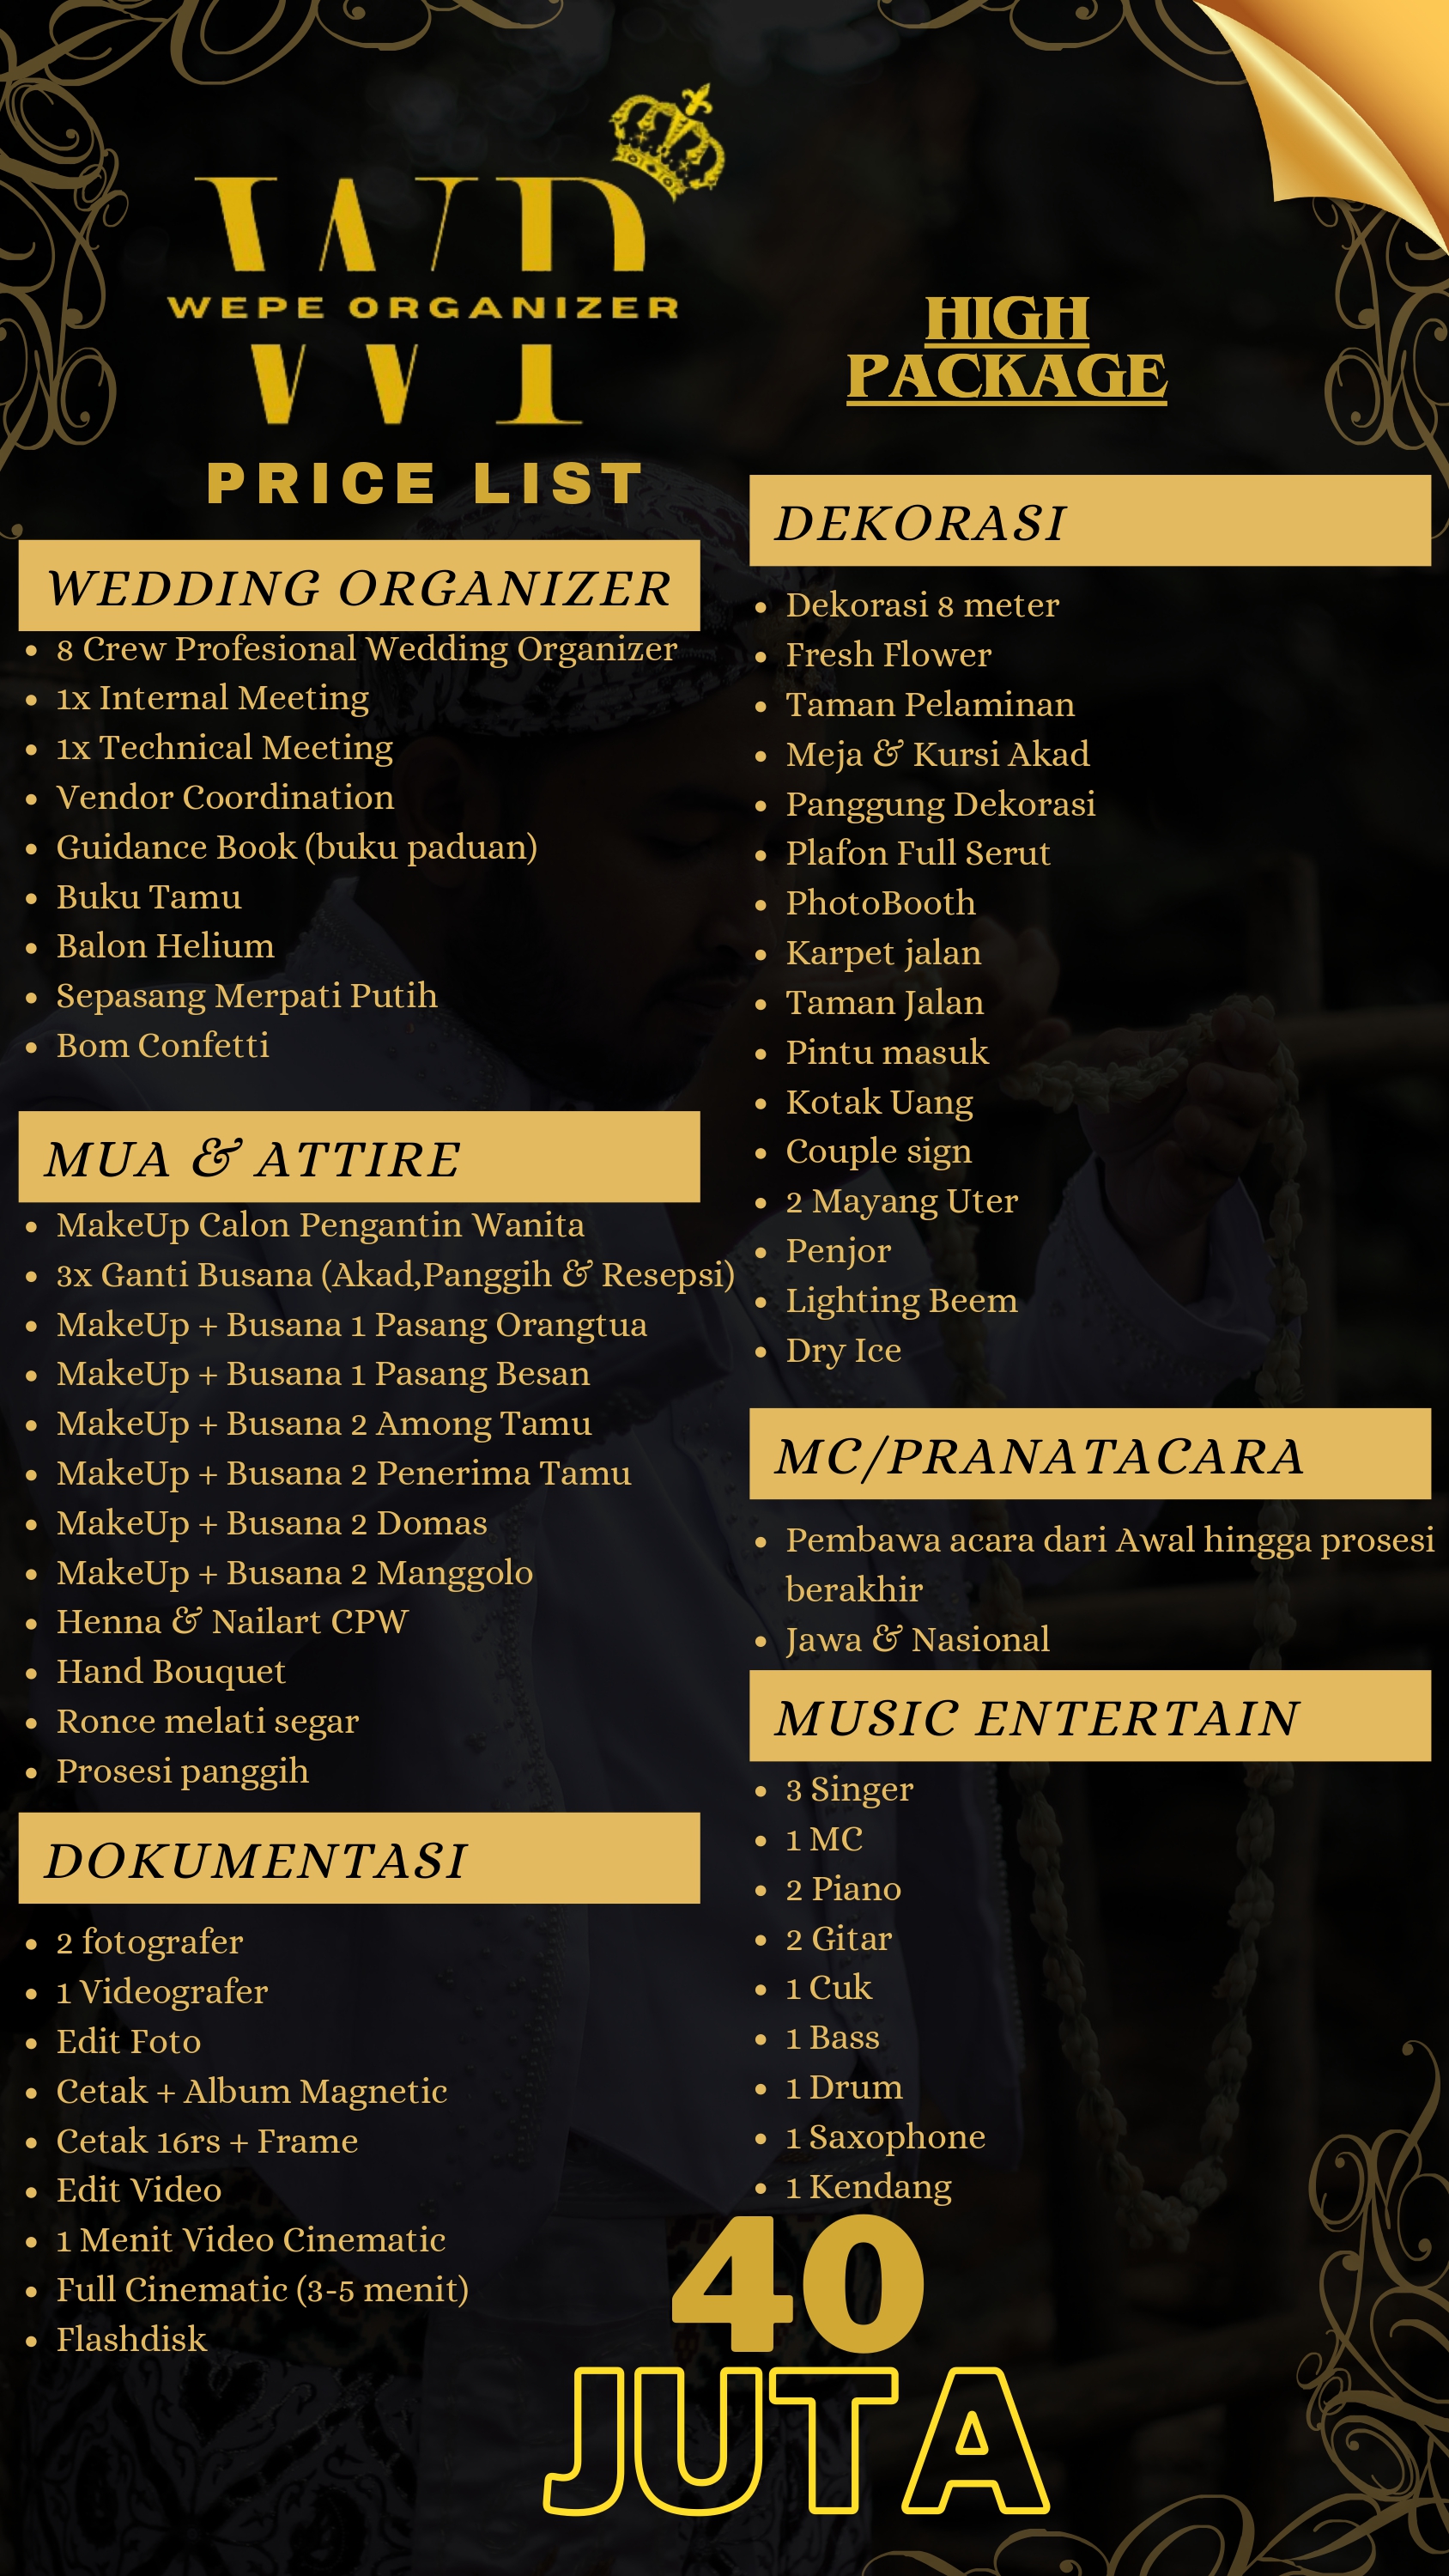 WP
WEPE ORGANIZER
PRICE LIST
WEDDING ORGANIZER
8 Crew Profesional Wedding Organizer
1x Internal Meeting
1x Technical Meeting
Vendor Coordination
Guidance Book (buku paduan)
Buku Tamu
Balon Helium
Sepasang Merpati Putih
Bom Confetti
MUA & ATTIRE
MakeUp Calon Pengantin Wanita
3x Ganti Busana (Akad,Panggih & Resepsi)
MakeUp + Busana 1 Pasang Orangtua
MakeUp + Busana 1 Pasang Besan
MakeUp + Busana 2 Among Tamu
MakeUp + Busana 2 Penerima Tamu
MakeUp + Busana 2 Domas
MakeUp + Busana 2 Manggolo
Henna & Nailart CPW
Hand Bouquet
Ronce melati segar
Prosesi panggih
DOKUMENTASI
2 fotografer
1 Videografer
Edit Foto
Cetak + Album Magnetic
Cetak 16rs + Frame
Edit Video
1 Menit Video Cinematic
Full Cinematic (3-5 menit)
Flashdisk
HIGH
PACKAGE
DEKORASI
Dekorasi 8 meter
Fresh Flower
Taman Pelaminan
Meja & Kursi Akad
Panggung Dekorasi
Plafon Full Serut
PhotoBooth
Karpet jalan
Taman Jalan
Pintu masuk
Kotak Uang
Couple sign
2 Mayang Uter
Penjor
Lighting Beem
Dry Ice
MC/PRANATACARA
Pembawa acara dari Awal hingga prosesi
berakhir
Jawa & Nasional
MUSIC ENTERTAIN
3 Singer
1 MC
2 Piano
2 Gitar
1 Cuk
1 Bass
1 Drum
1 Saxophone
1 Kendang
40
JUTA